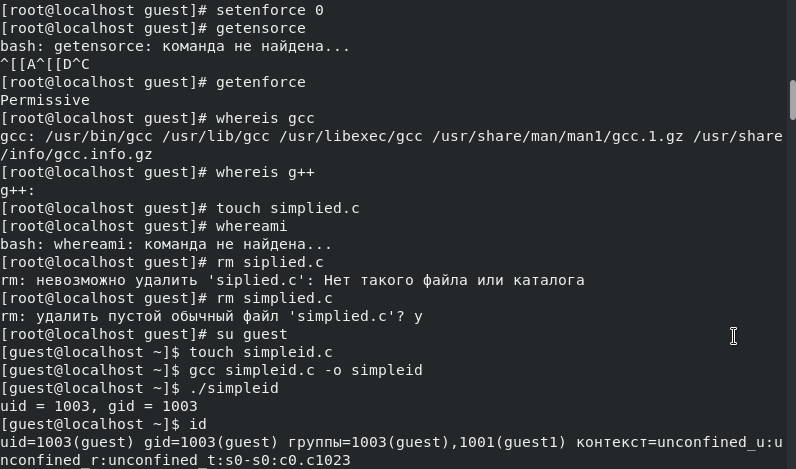 [root@localhost guest]# setenforce 0
[root@localhost guest]# getensorce
bash: getensorce: команда не найдена...
^[[A^[[D^C
[root@localhost guest]# getenforce
Permissive
[root@localhost guest]# whereis gcc
gcc: /usr/bin/gcc /usr/lib/gcc /usr/libexec/gcc /usr/share/man/man1/gcc.1.gz /usr/share
/info/gcc.info.gz
[root@localhost guest]# whereis g++
g++:
[root@localhost guest]# touch simplied.c
[root@localhost guest]# whereami
bash: whereami: команда не найдена...
[root@localhost guest]# rm siplied.c
rm: невозможно удалить 'siplied.c': Нет такого файла или каталога
[root@localhost guest]# rm simplied.c
rm: удалить пустой обычный файл 'simplied.c'? y
[root@localhost guest]# su guest
[guest@localhost ~]$ touch simpleid.c
[guest@localhost ~]$ gcc simpleid.c -o simpleid
[guest@localhost ~]$ ./simpleid
uid = 1003, gid = 1003
[guest@localhost ~]$ id
uid=1003(guest) gid=1003(guest) группы=1003(guest),1001(guest1) контекст=unconfined_u:u
nconfined_r:unconfined_t:s0-s0:c0.c1023